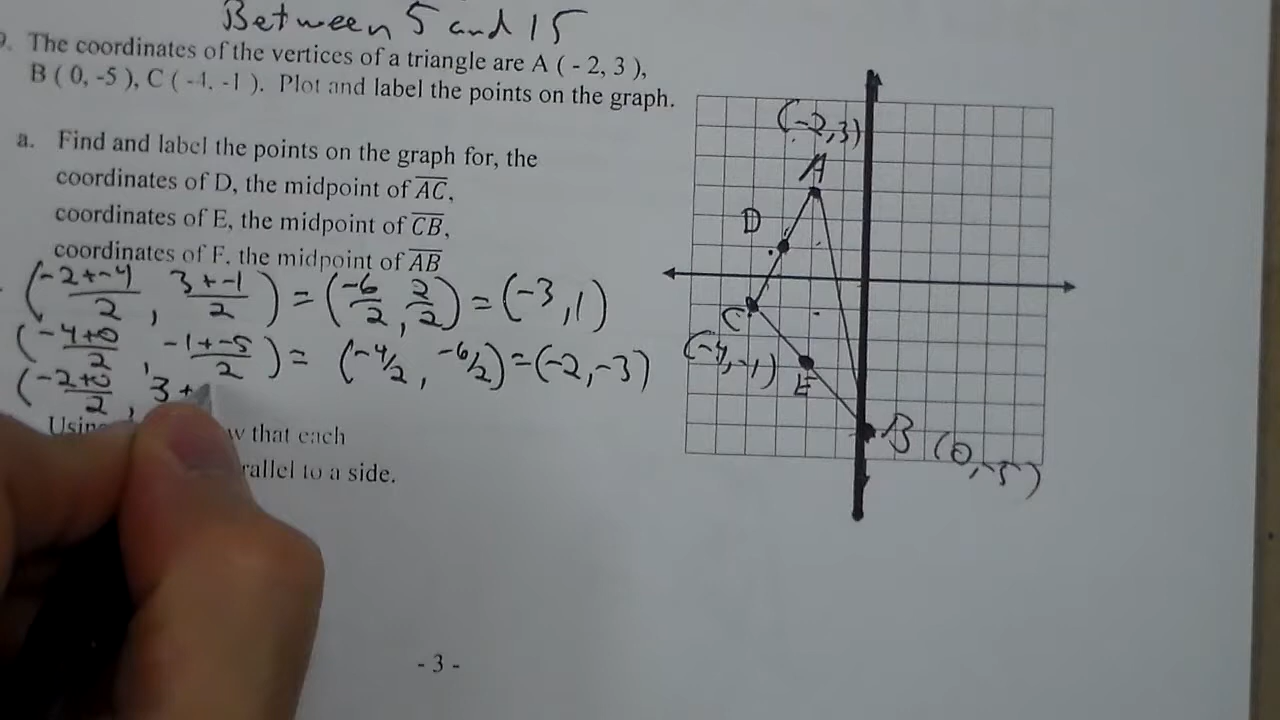 Between 5 and 15
9. The coordinates of the vertices of a triangle are A ( - 2, 3 ),
B ( 0, -5 ), C ( -4, -1 ). Plot and label the points on the graph.
a. Find and label the points on the graph for, the
coordinates of D, the midpoint of AC,
coordinates of E, the midpoint of CB,
coordinates of F, the midpoint of AB
(-2+-4/2, 3+-1/2) = (-6/2, 2/2) = (-3,1)
(-4+0/2, -1+-5/2) = (-4/2, -6/2) = (-2,-3)
(-2+0/2, 3+
that each
to a side.
(-2,3)
A
D
C
(-4,-1)
E
B (0,-5)
- 3 -